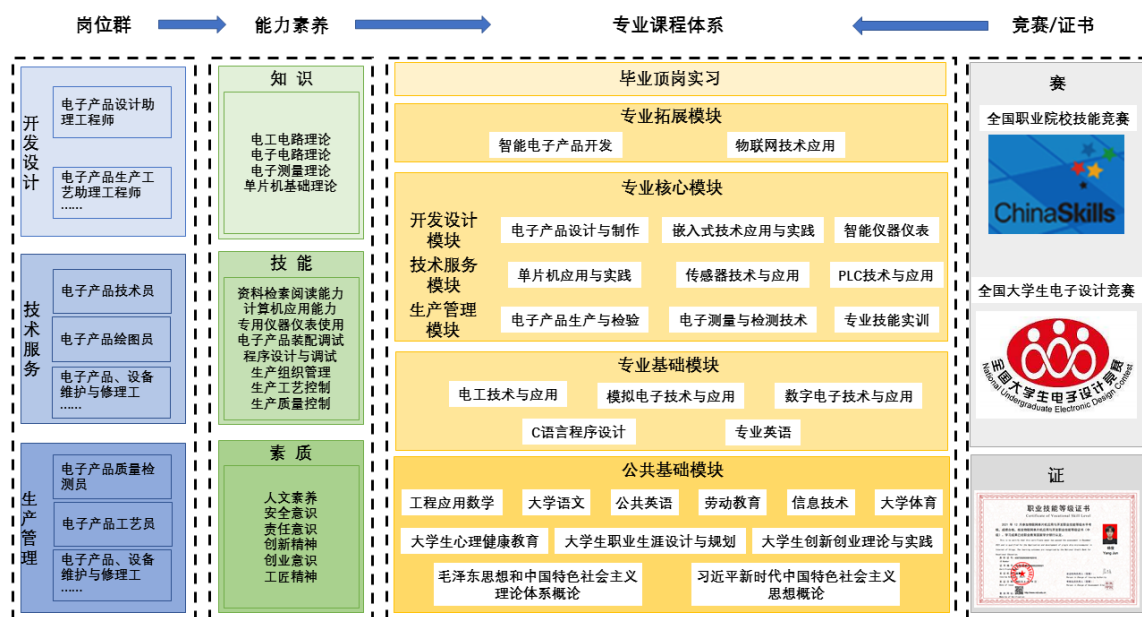 岗位群
能力素养
专业课程体系
竞赛/证书
开发设计
电子产品设计助
理工程师
电子产品生产工
艺助理工程师
……
技术服务
电子产品技术员
电子产品绘图员
电子产品、设备
维护与修理工
……
生产管理
电子产品质量检
测员
电子产品工艺员
电子产品、设备
维护与修理工
……
知 识
电工电路理论
电子电路理论
电子测量理论
单片机基础理论
技 能
资料检素阅读能力
计算机应用能力
专用仪器仪表使用
电子产品装配调试
程序设计与调试
生产组织管理
生产工艺控制
生产质量控制
素 质
人文素养
安全意识
责任意识
创新精神
创业意识
工匠精神
毕业顶岗实习
专业拓展模块
智能电子产品开发
物联网技术应用
专业核心模块
开发设计
模块
电子产品设计与制作
嵌入式技术应用与实践
智能仪器仪表
技术服务
模块
单片机应用与实践
传感器技术与应用
PLC技术与应用
生产管理
模块
电子产品生产与检验
电子测量与检测技术
专业技能实训
专业基础模块
电工技术与应用
模拟电子技术与应用
数字电子技术与应用
C语言程序设计
专业英语
公共基础模块
工程应用数学
大学语文
公共英语
劳动教育
信息技术
大学体育
大学生心理健康教育
大学生职业生涯设计与规划
大学生创新创业理论与实践
毛泽东思想和中国特色社会主义
理论体系概论
习近平新时代中国特色社会主义
思想概论
赛
全国职业院校技能竞赛
ChinaSkills
全国大学生电子设计竞赛
全国大学生电子设计竞赛
National Undergraduate Electronic Design Contest
证
职业技能等级证书